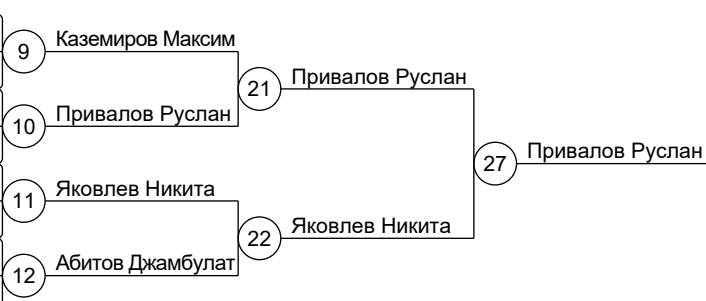 9 Каземиров Максим
21 Привалов Руслан
10 Привалов Руслан
27 Привалов Руслан
11 Яковлев Никита
22 Яковлев Никита
12 Абитов Джамбулат